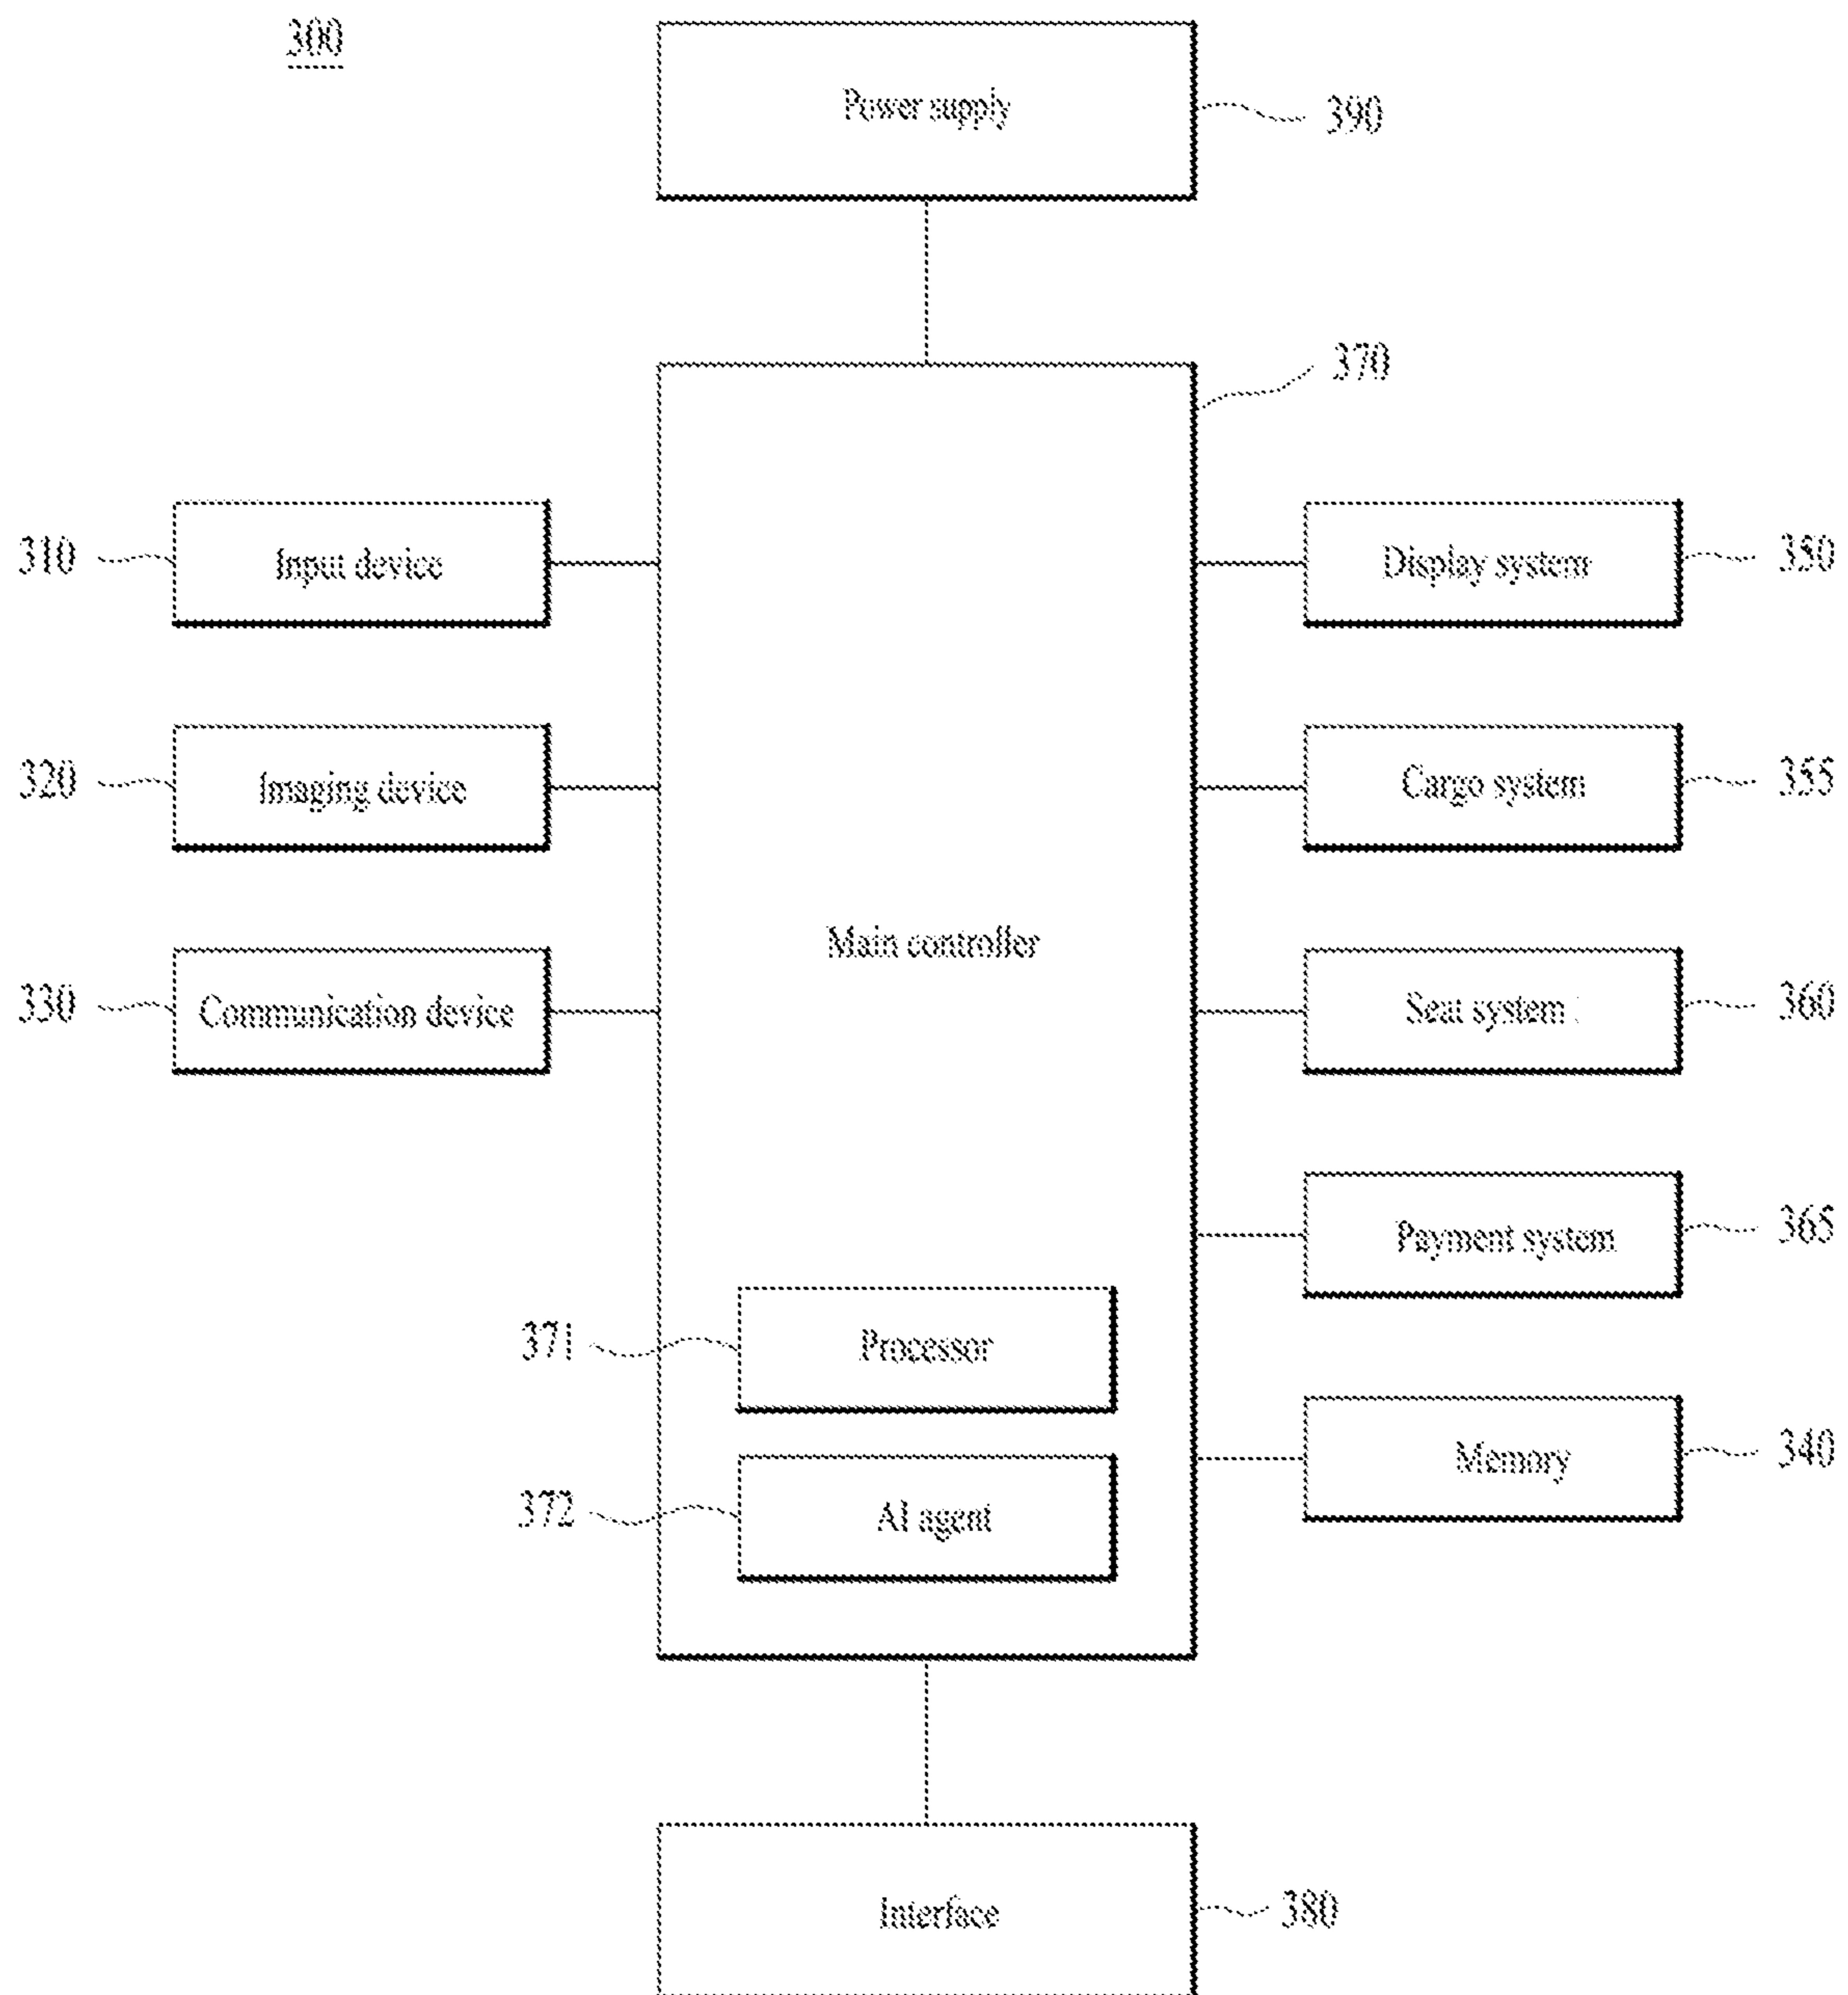 300
Power supply
390
370
310
Input device
Display system
350
320
Imaging device
Cargo system
355
Main controller
330
Communication device
Seat system
360
Payment system
365
371
Processor
Memory
340
372
AI agent
Interface
380